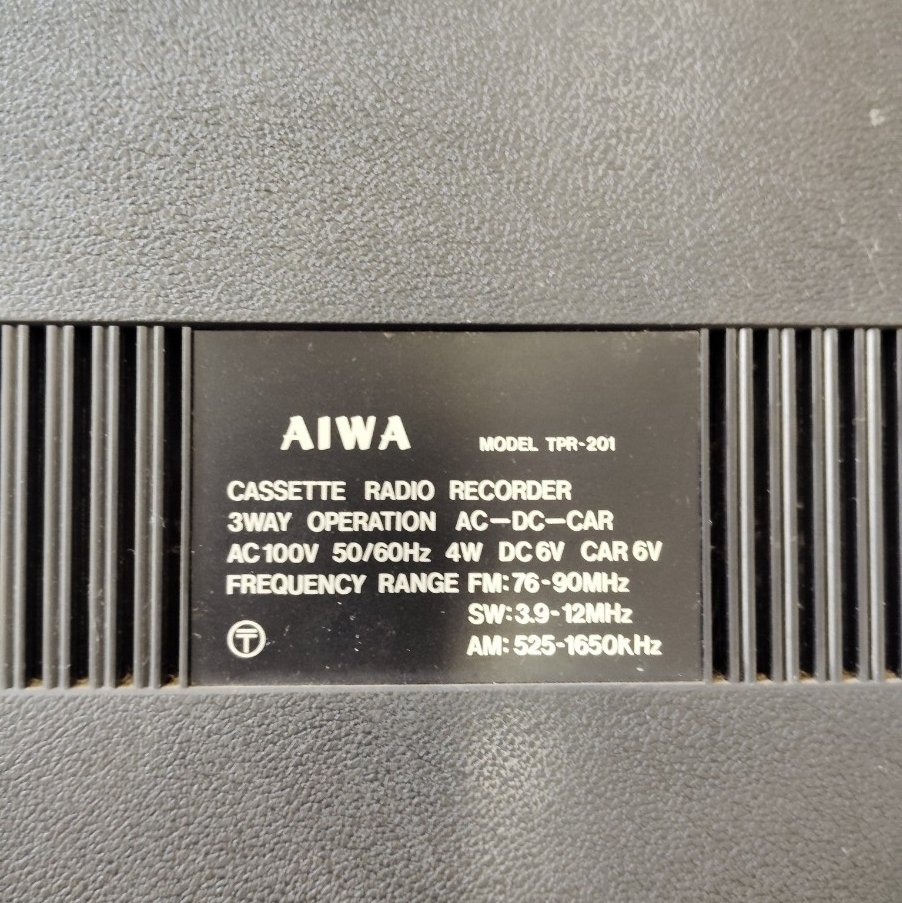 AIWA MODEL TPR-201
CASSETTE RADIO RECORDER
3WAY OPERATION AC-DC-CAR
AC100V 50/60Hz 4W DC6V CAR6V
FREQUENCY RANGE FM:76-90MHz
SW:3.9-12MHz
AM:525-1650kHz
T